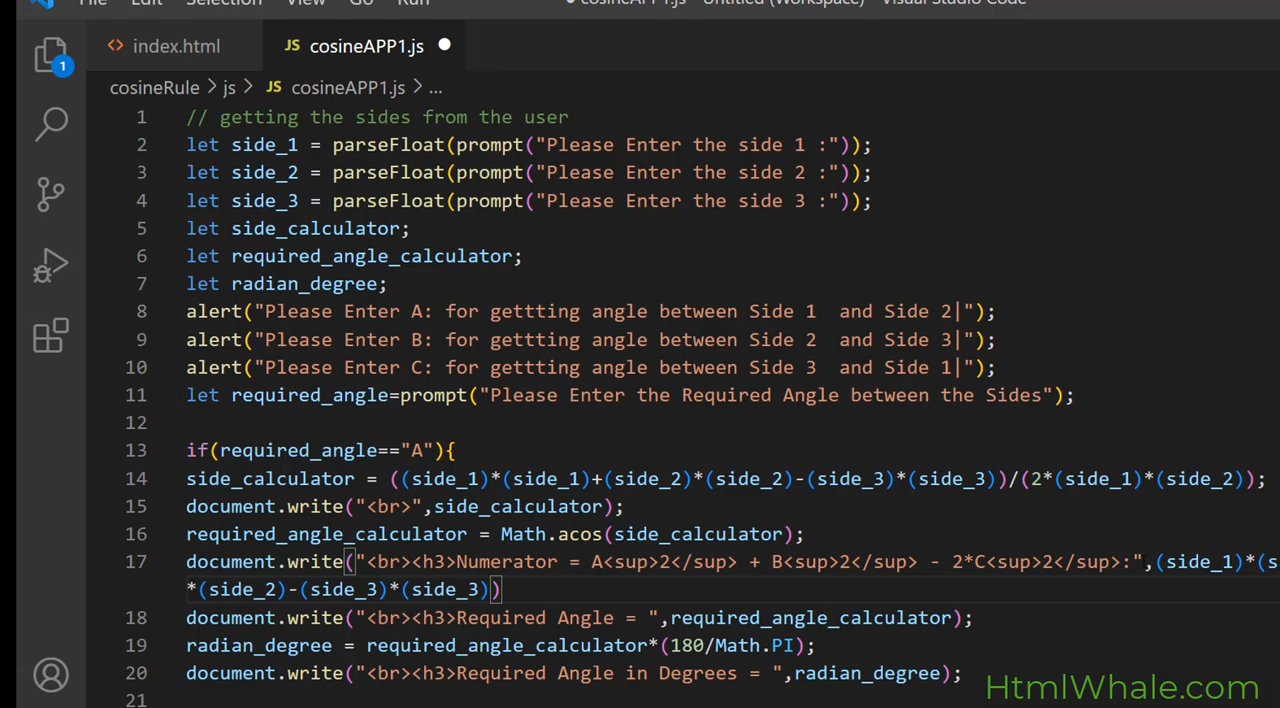 File Edit Selection View Go Run cosineAPP1.js - Untitled (Workspace) - Visual Studio Code
index.html JS cosineAPP1.js
1
cosineRule > js > JS cosineAPP1.js > ...
1 // getting the sides from the user
2 let side_1 = parseFloat(prompt("Please Enter the side 1 :"));
3 let side_2 = parseFloat(prompt("Please Enter the side 2 :"));
4 let side_3 = parseFloat(prompt("Please Enter the side 3 :"));
5 let side_calculator;
6 let required_angle_calculator;
7 let radian_degree;
8 alert("Please Enter A: for gettting angle between Side 1  and Side 2|");
9 alert("Please Enter B: for gettting angle between Side 2  and Side 3|");
10 alert("Please Enter C: for gettting angle between Side 3  and Side 1|");
11 let required_angle=prompt("Please Enter the Required Angle between the Sides");
12
13 if(required_angle=="A"){
14 side_calculator = ((side_1)*(side_1)+(side_2)*(side_2)-(side_3)*(side_3))/(2*(side_1)*(side_2));
15 document.write("<br>",side_calculator);
16 required_angle_calculator = Math.acos(side_calculator);
17 document.write("<br><h3>Numerator = A<sup>2</sup> + B<sup>2</sup> - 2*C<sup>2</sup>:",(side_1)*(s
*(side_2)-(side_3)*(side_3))
18 document.write("<br><h3>Required Angle = ",required_angle_calculator);
19 radian_degree = required_angle_calculator*(180/Math.PI);
20 document.write("<br><h3>Required Angle in Degrees = ",radian_degree);
21
HtmlWhale.com